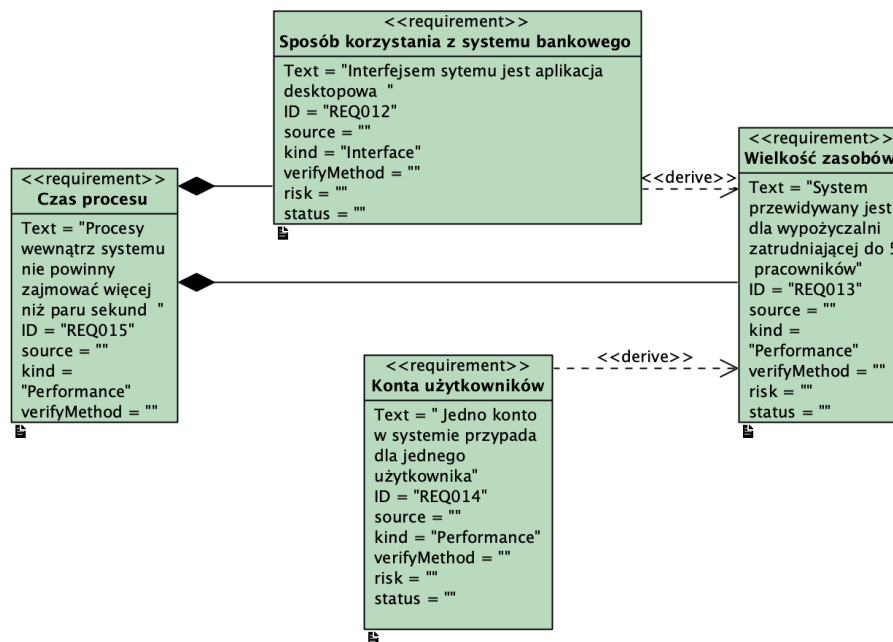 <<requirement>>
Sposób korzystania z systemu bankowego
Text = "Interfejsem sytemu jest aplikacja
desktopowa "
ID = "REQ012"
source = ""
kind = "Interface"
verifyMethod = ""
risk = ""
status = ""
<<requirement>>
Czas procesu
Text = "Procesy
wewnątrz systemu
nie powinny
zajmować więcej
niż paru sekund "
ID = "REQ015"
source = ""
kind =
"Performance"
verifyMethod = ""
<<derive>>
<<requirement>>
Wielkość zasobów
Text = "System
przewidywany jest
dla wypożyczalni
zatrudniającej do
pracowników"
ID = "REQ013"
source = ""
kind =
"Performance"
verifyMethod = ""
risk = ""
status = ""
<<derive>>
<<requirement>>
Konta użytkowników
Text = " Jedno konto
w systemie przypada
dla jednego
użytkownika"
ID = "REQ014"
source = ""
kind = "Performance"
verifyMethod = ""
risk = ""
status = ""